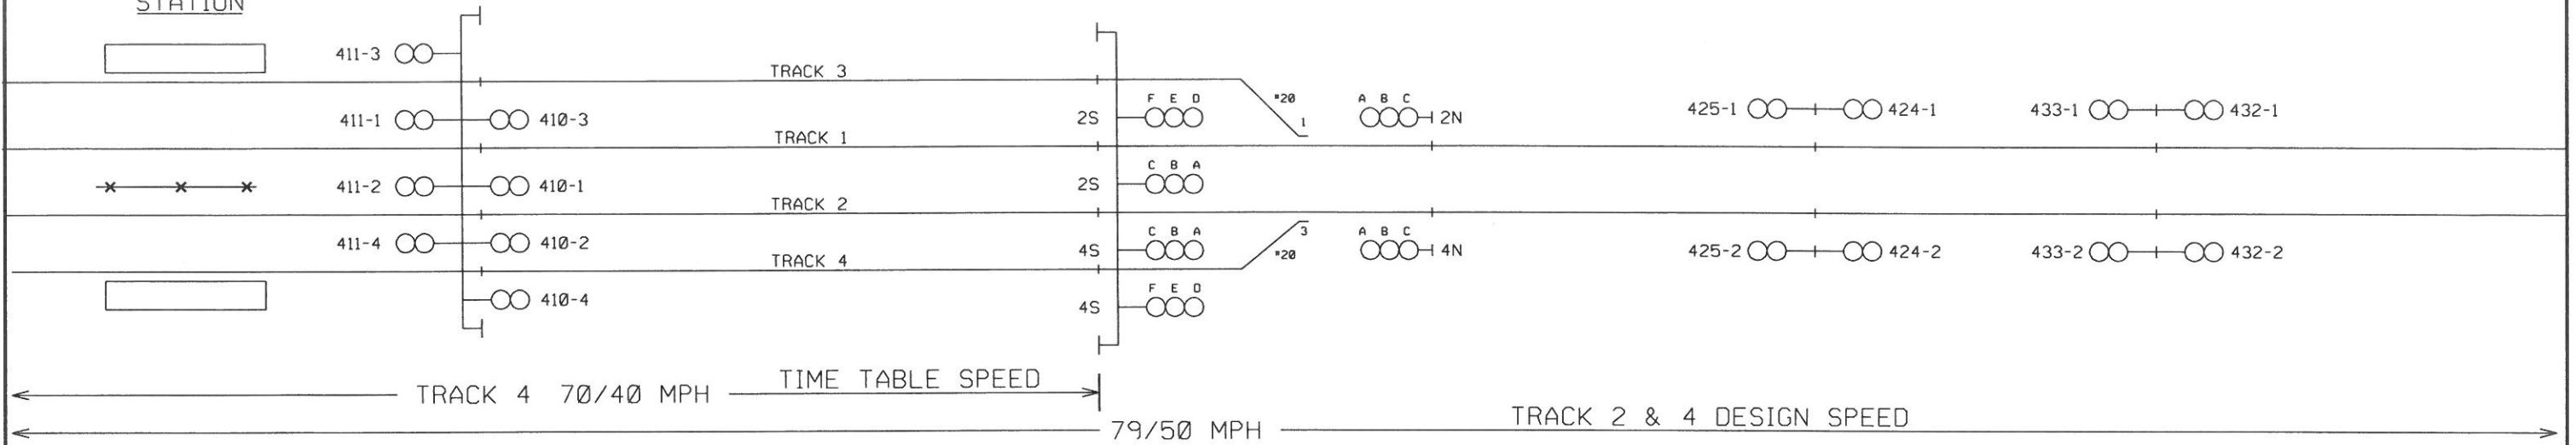 STATION
411-3
TRACK 3
F E D
"20
A B C
1
411-1
410-3
2S
2N
425-1
424-1
433-1
432-1
TRACK 1
C B A
411-2
410-1
2S
TRACK 2
C B A
3
A B C
411-4
410-2
4S
"20
4N
425-2
424-2
433-2
432-2
TRACK 4
F E D
410-4
4S
TIME TABLE SPEED
TRACK 4 70/40 MPH
TRACK 2 & 4 DESIGN SPEED
79/50 MPH